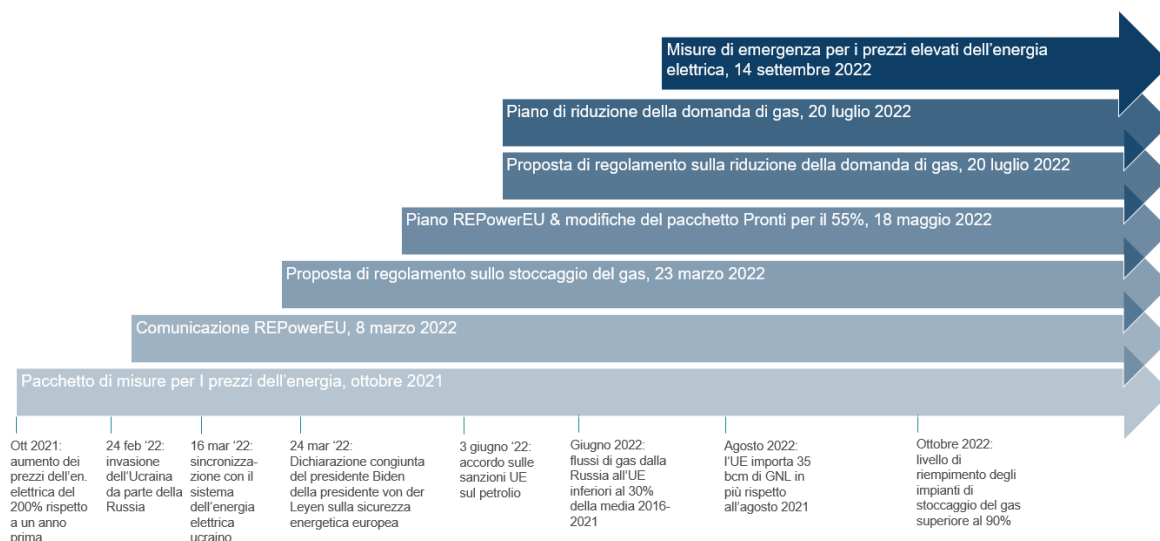 Misure di emergenza per i prezzi elevati dell'energia
elettrica, 14 settembre 2022
Piano di riduzione della domanda di gas, 20 luglio 2022
Proposta di regolamento sulla riduzione della domanda di gas, 20 luglio 2022
Piano REPowerEU & modifiche del pacchetto Pronti per il 55%, 18 maggio 2022
Proposta di regolamento sullo stoccaggio del gas, 23 marzo 2022
Comunicazione REPowerEU, 8 marzo 2022
Pacchetto di misure per I prezzi dell'energia, ottobre 2021
Ott 2021:
aumento dei
prezzi dell'en.
elettrica del
200% rispetto
a un anno
prima
24 feb '22:
invasione
dell'Ucraina
da parte della
Russia
16 mar '22:
sincronizza-
zione con il
sistema
dell'energia
elettrica
ucraino
24 mar '22:
Dichiarazione congiunta
del presidente Biden
della presidente von der
Leyen sulla sicurezza
energetica europea
3 giugno '22:
accordo sulle
sanzioni UE
sul petrolio
Giugno 2022:
flussi di gas dalla
Russia all'UE
inferiori al 30%
della media 2016-
2021
Agosto 2022:
l'UE importa 35
bcm di GNL in
più rispetto
all'agosto 2021
Ottobre 2022:
livello di
riempimento degli
impianti di
stoccaggio del gas
superiore al 90%